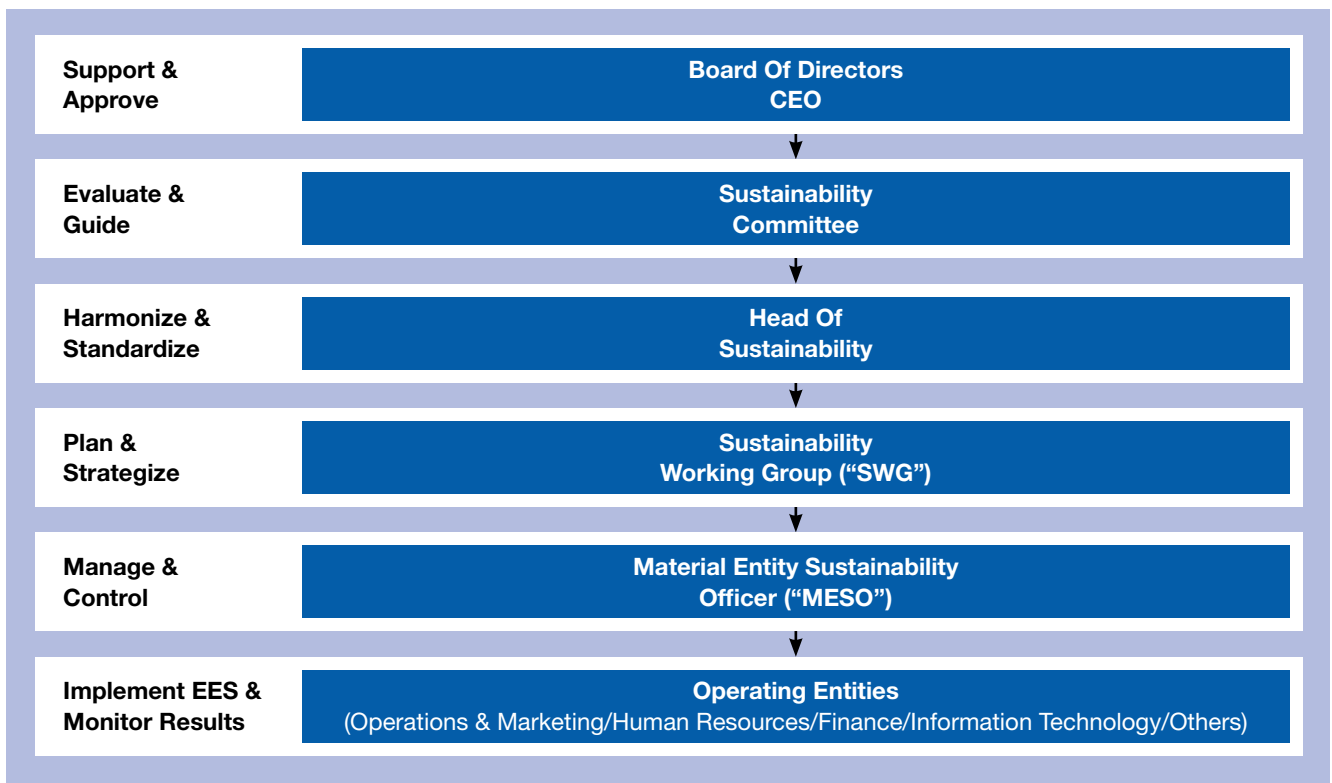 Support &
Approve
Board Of Directors
CEO
Evaluate &
Guide
Sustainability
Committee
Harmonize &
Standardize
Head Of
Sustainability
Plan &
Strategize
Sustainability
Working Group (“SWG”)
Manage &
Control
Material Entity Sustainability
Officer (“MESO”)
Implement EES &
Monitor Results
Operating Entities
(Operations & Marketing/Human Resources/Finance/Information Technology/Others)